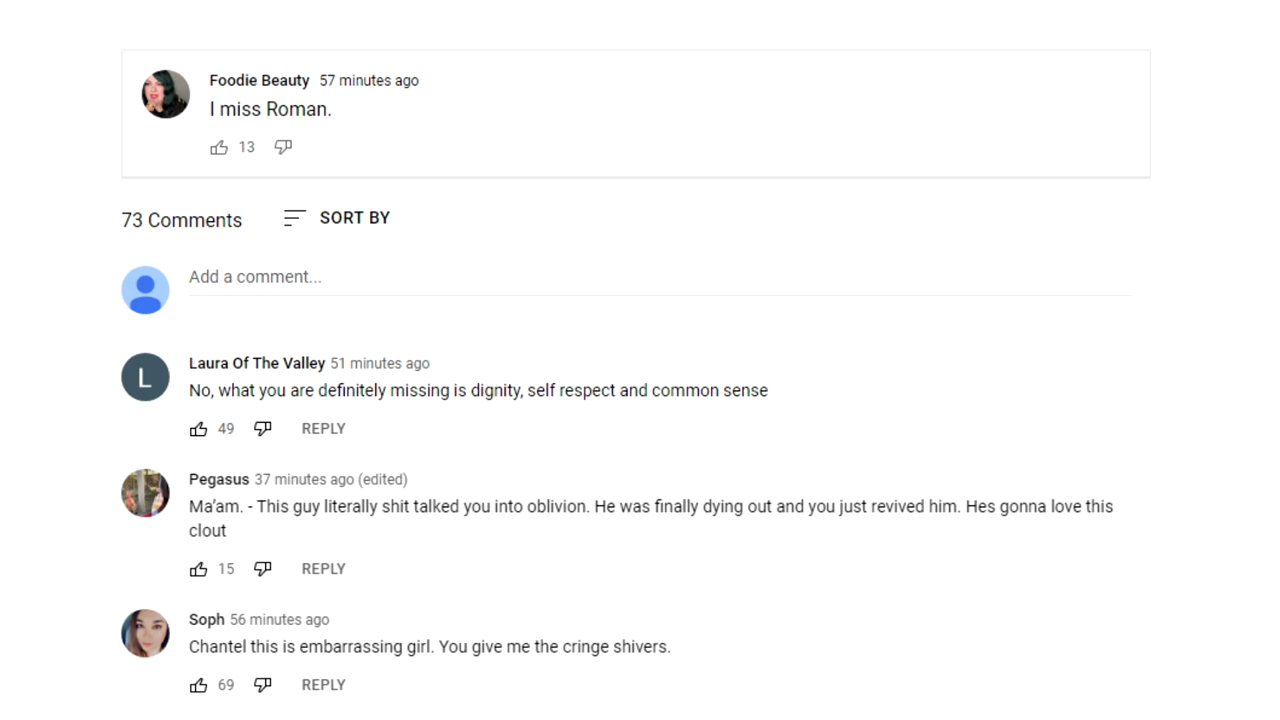 Foodie Beauty 57 minutes ago
I miss Roman.
13
73 Comments SORT BY
Add a comment...
L
Laura Of The Valley 51 minutes ago
No, what you are definitely missing is dignity, self respect and common sense
49 REPLY
Pegasus 37 minutes ago (edited)
Ma’am. - This guy literally shit talked you into oblivion. He was finally dying out and you just revived him. Hes gonna love this
clout
15 REPLY
Soph 56 minutes ago
Chantel this is embarrassing girl. You give me the cringe shivers.
69 REPLY